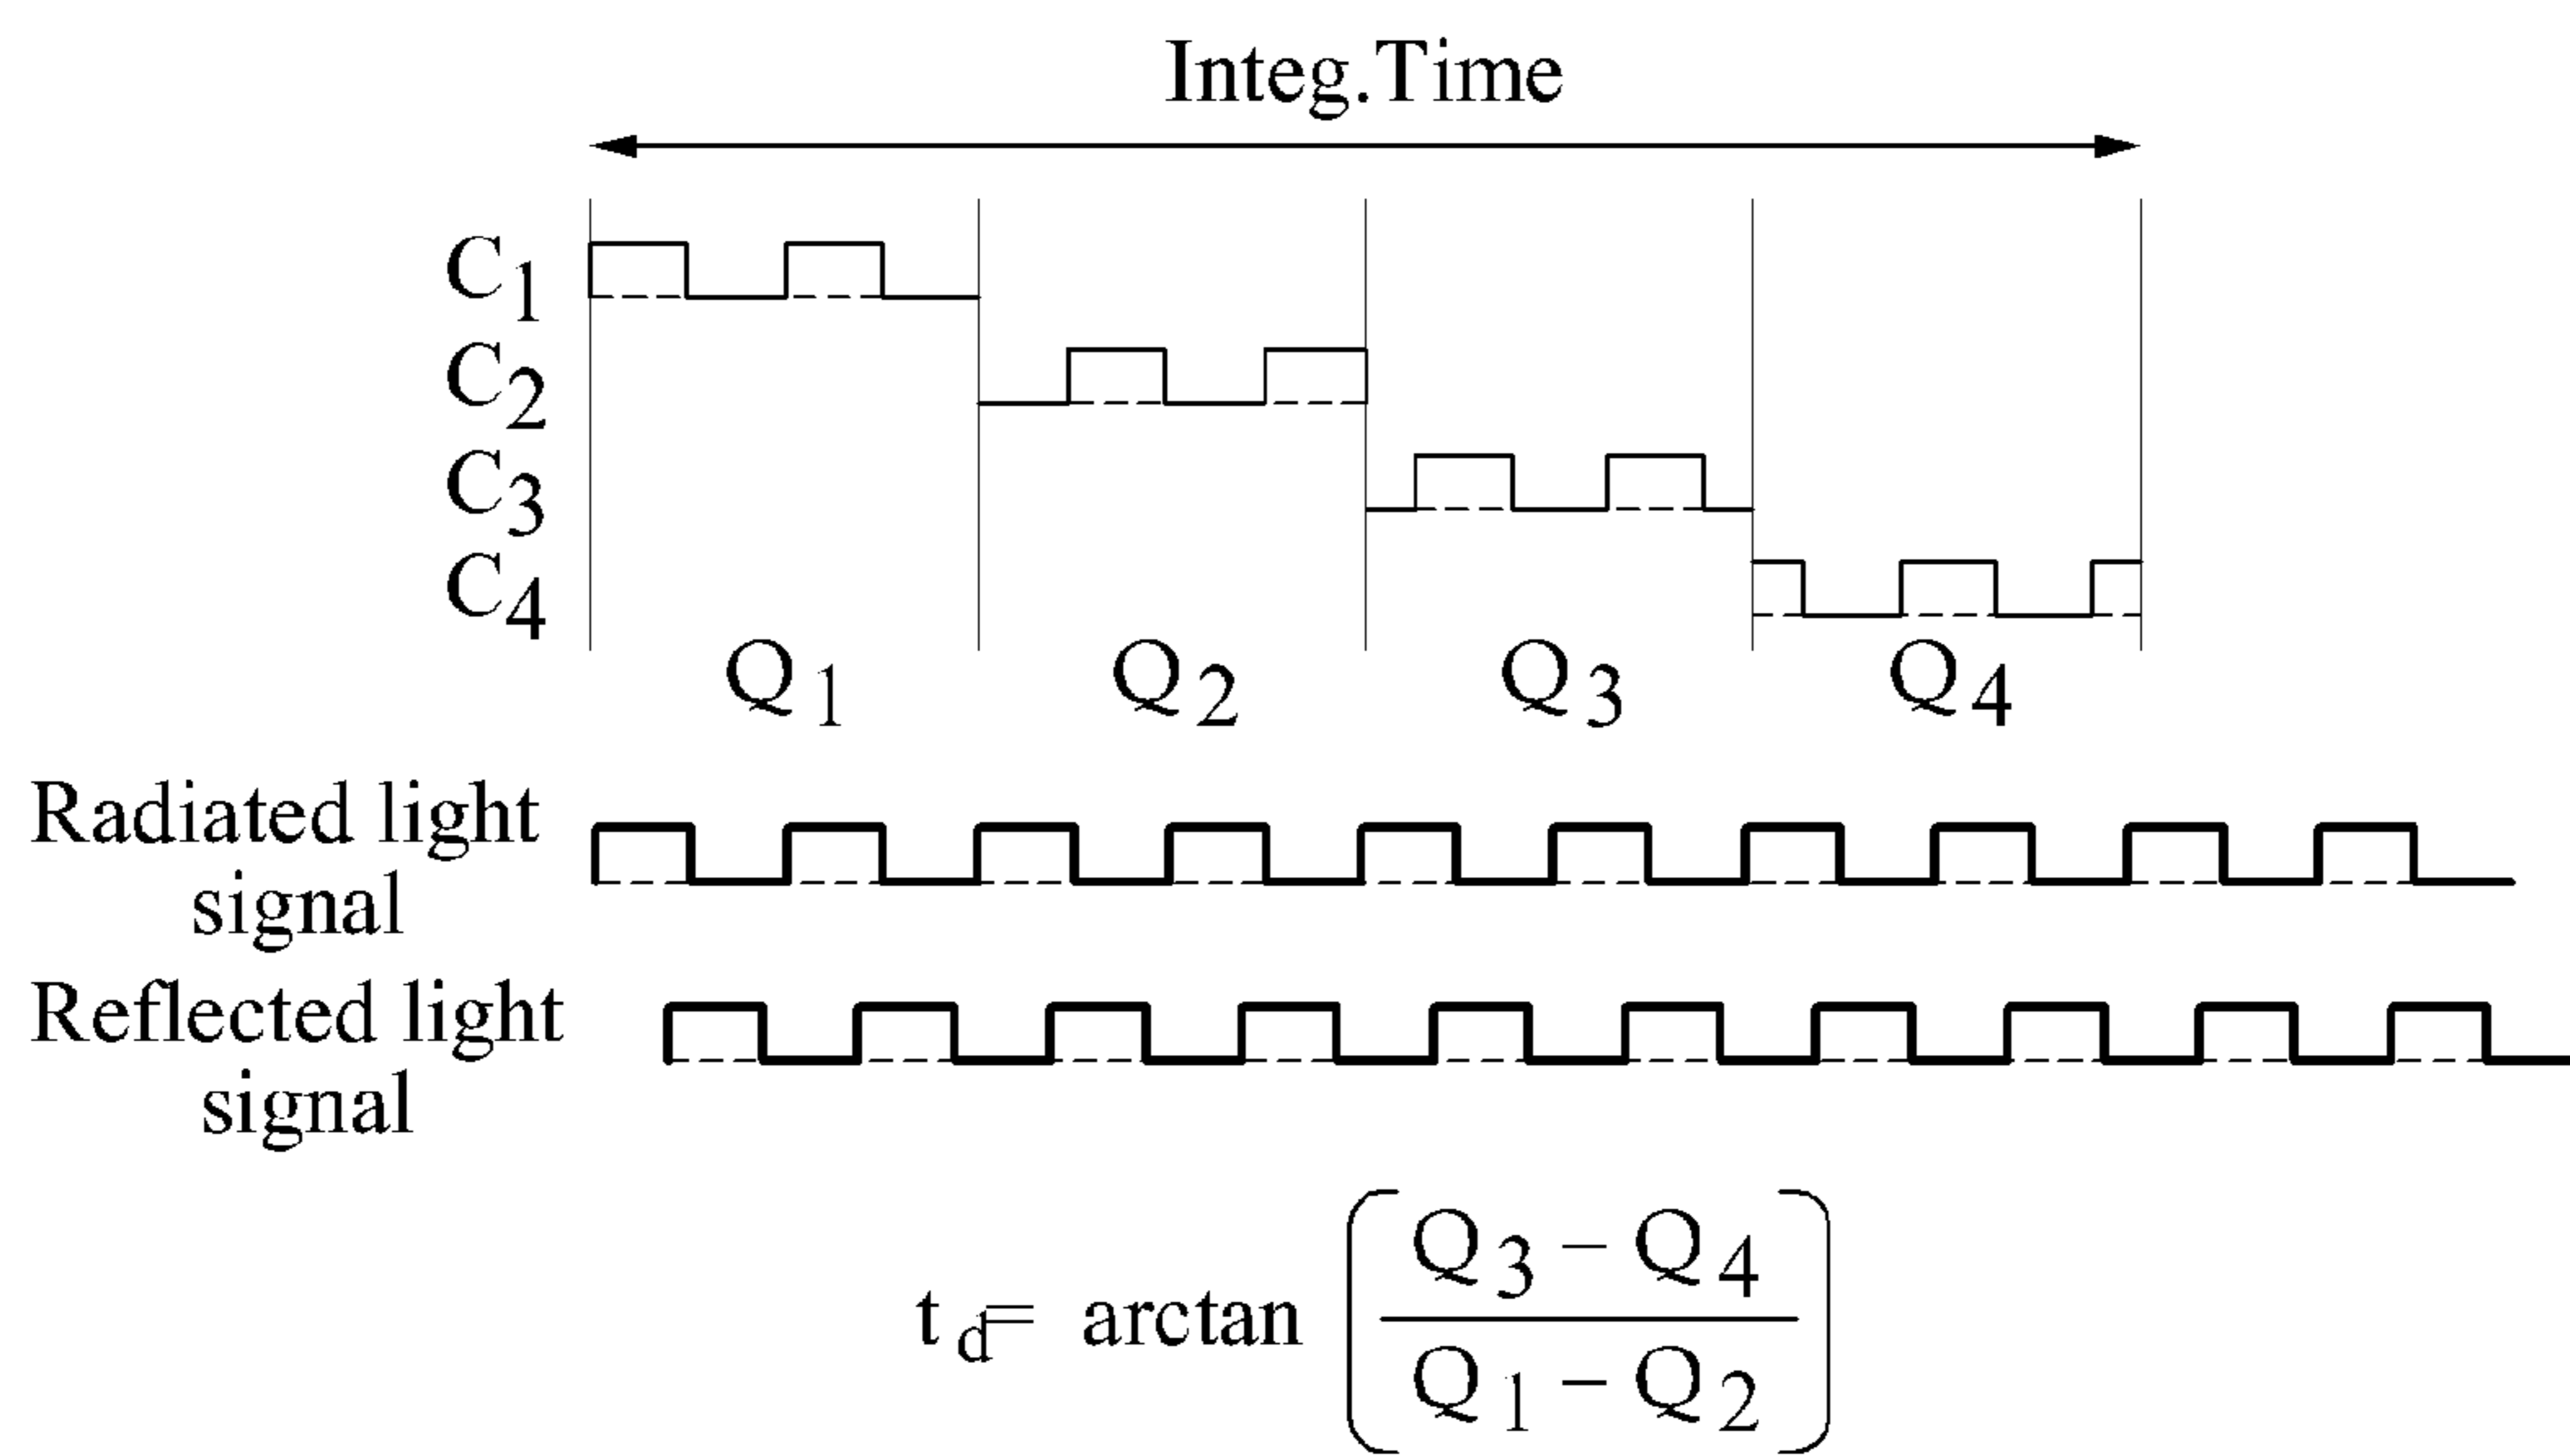 Integ.Time
C1
C2
C3
C4
Q1 Q2 Q3 Q4
Radiated light
signal
Reflected light
signal
td= arctan (Q3 – Q4 / Q1 – Q2)